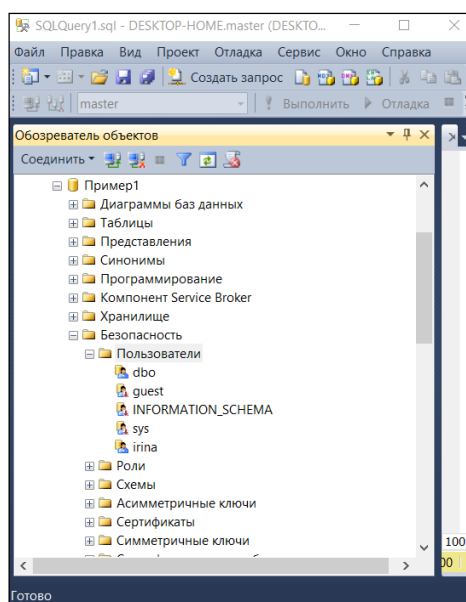 SQLQuery1.sql - DESKTOP-HOME.master (DESKTO...
Файл Правка Вид Проект Отладка Сервис Окно Справка
Создать запрос
master Выполнить Отладка
Обозреватель объектов
Соединить
Пример1
Диаграммы баз данных
Таблицы
Представления
Синонимы
Программирование
Компонент Service Broker
Хранилище
Безопасность
Пользователи
dbo
guest
INFORMATION_SCHEMA
sys
irina
Роли
Схемы
Асимметричные ключи
Сертификаты
Симметричные ключи
100
00
Готово